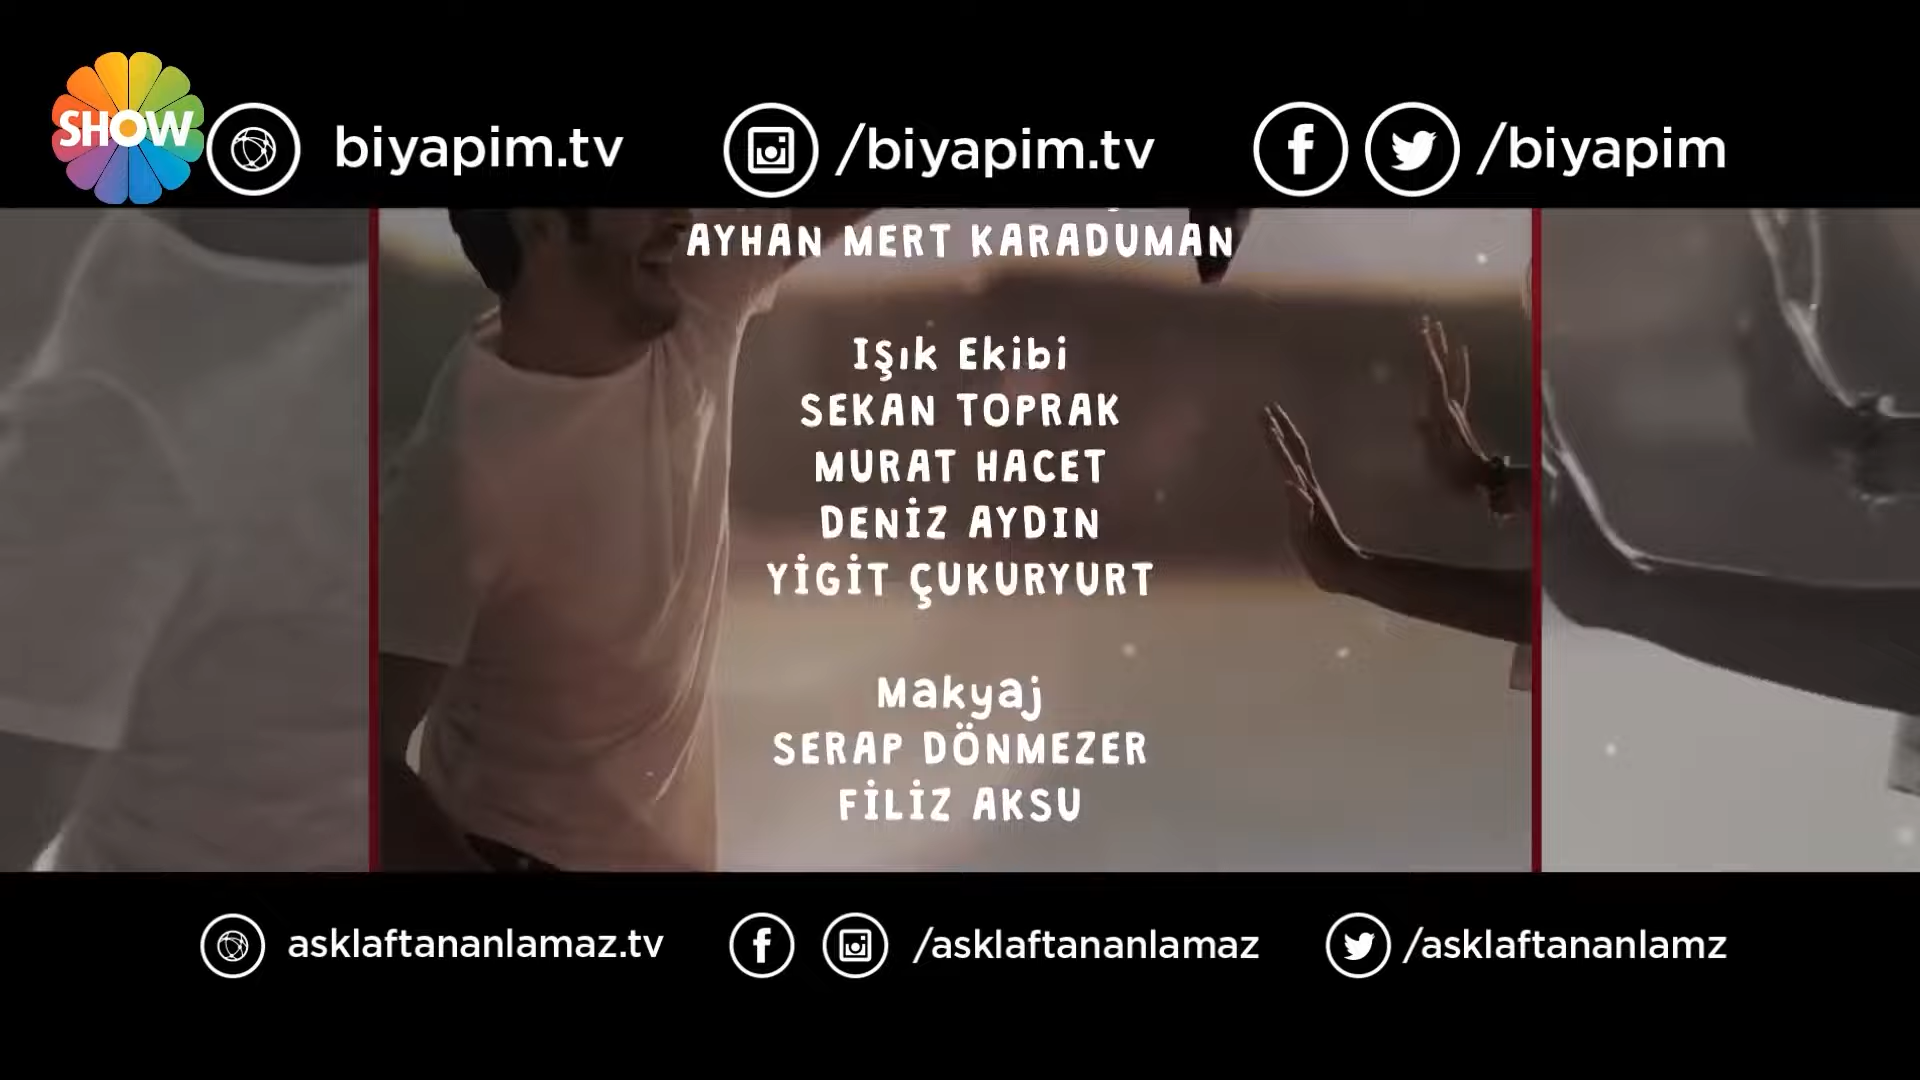 SHOW
biyapim.tv
/biyapim.tv
/biyapim
AYHAN MERT KARADUMAN
Işık Ekibi
SEKAN TOPRAK
MURAT HACET
DENİZ AYDIN
YİGİT ÇUKURYURT
Makyaj
SERAP DÖNMEZER
FİLİZ AKSU
asklaftananlamaz.tv
/asklaftananlamaz
/asklaftananlamz